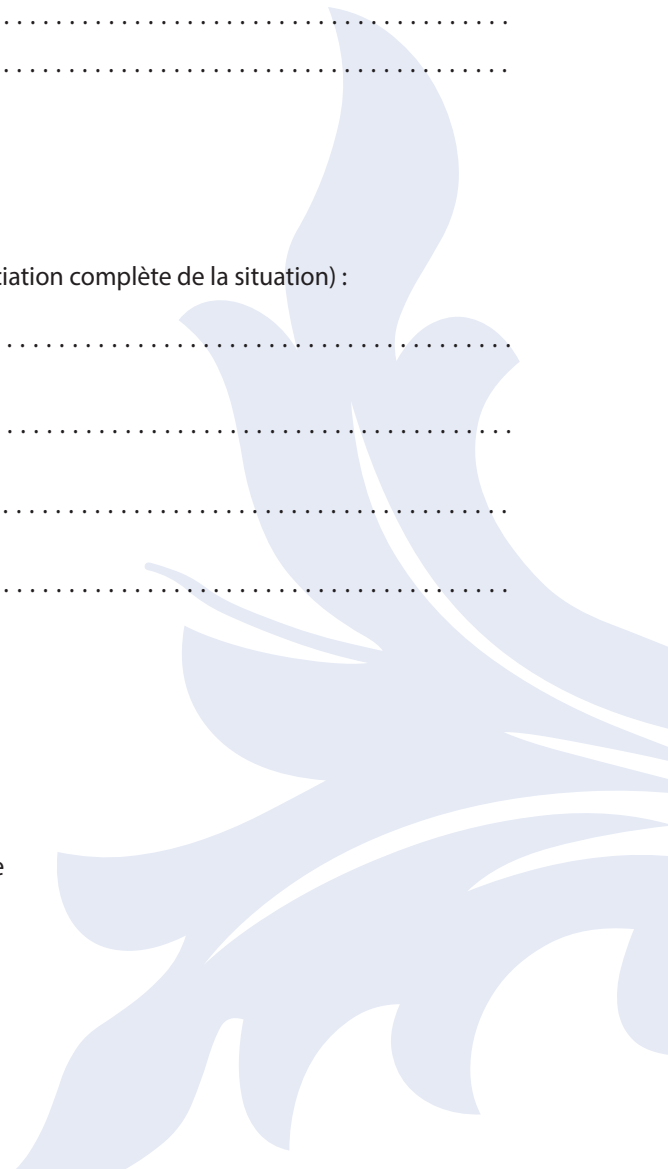 . . . . . . . . . . . . . . . . . . . . . . . . . . . . . . . . . . . . . . . .
. . . . . . . . . . . . . . . . . . . . . . . . . . . . . . . . . . . . . . . .
tiation complète de la situation) :
. . . . . . . . . . . . . . . . . . . . . . . . . . . . . . . . . . . . . . . .
. . . . . . . . . . . . . . . . . . . . . . . . . . . . . . . . . . . . . . . .
. . . . . . . . . . . . . . . . . . . . . . . . . . . . . . . . . . . . . . . .
. . . . . . . . . . . . . . . . . . . . . . . . . . . . . . . . . . . . . . . .
e